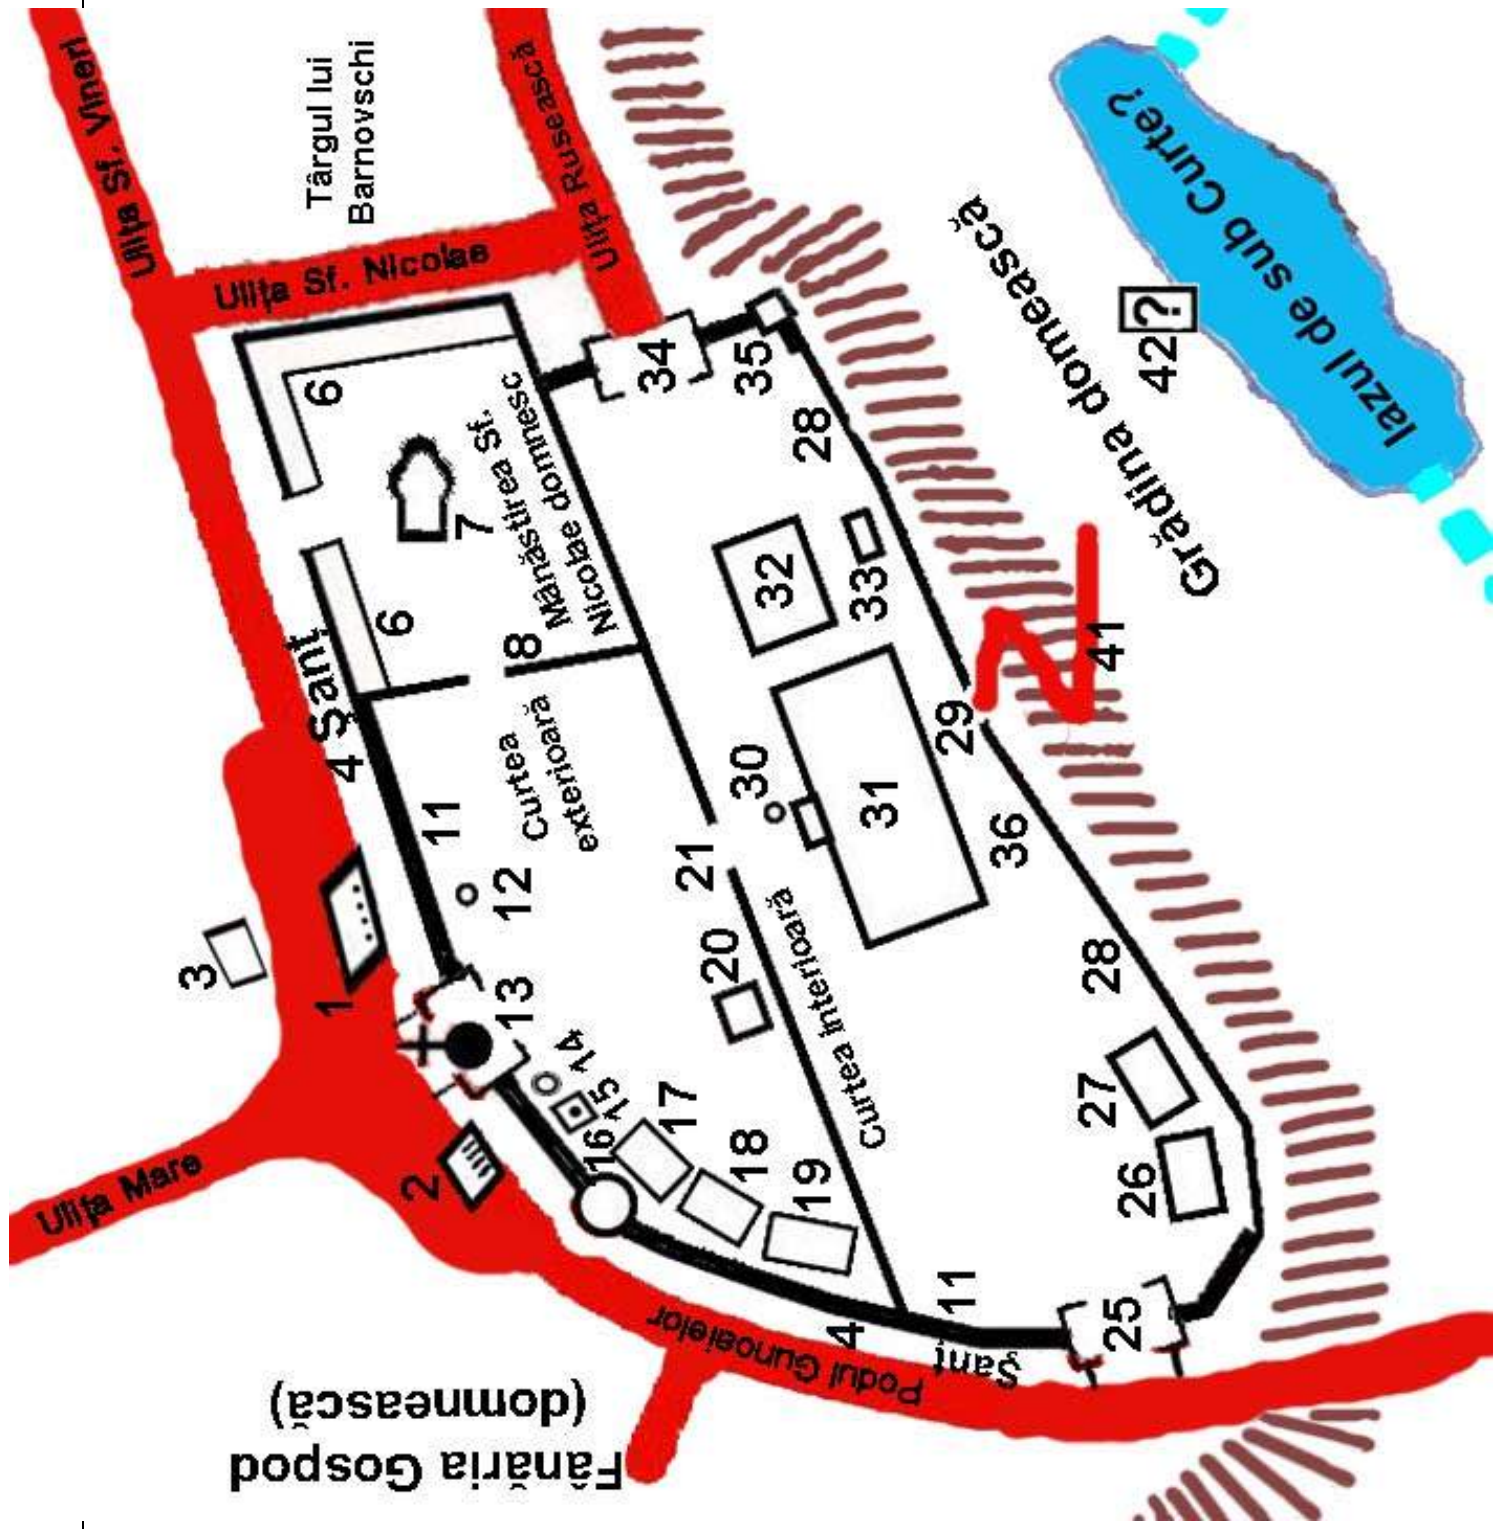 Ulița Sf. Vineri
Târgul lui
Barnovschi
Ulița Rusească
Ulița Sf. Nicolae
Iazul de sub Curte?
Grădina domească
42
?
34
35
28
6
7
Mănăstirea Sf.
Nicolae domnesc
32
33
6
8
4 Șanț
41
N
29
Curtea
exterioară
30
31
36
11
12
21
3
1
13
20
Curtea interioară
28
14
15
16
17
18
19
27
26
2
Ulița Mare
11
4
Șanț
25
Podul Gunoaielor
Fânăria Gospod
(domnească)